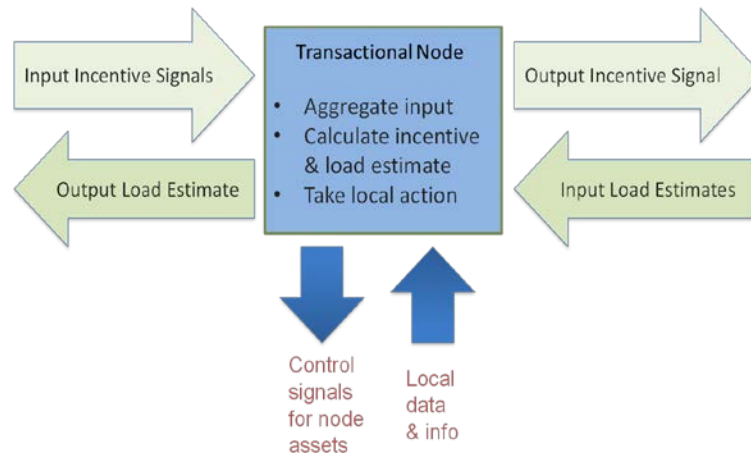 Input Incentive Signals
Output Load Estimate
Transactional Node
• Aggregate input
• Calculate incentive
& load estimate
• Take local action
Output Incentive Signal
Input Load Estimates
Control
signals
for node
assets
Local
data
& info